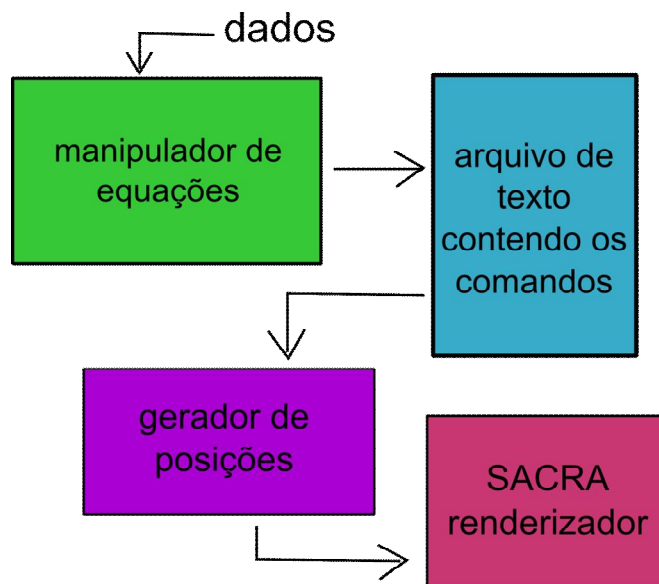 dados
manipulador de
equações
arquivo de
texto
contendo os
comandos
gerador de
posições
SACRA
renderizador